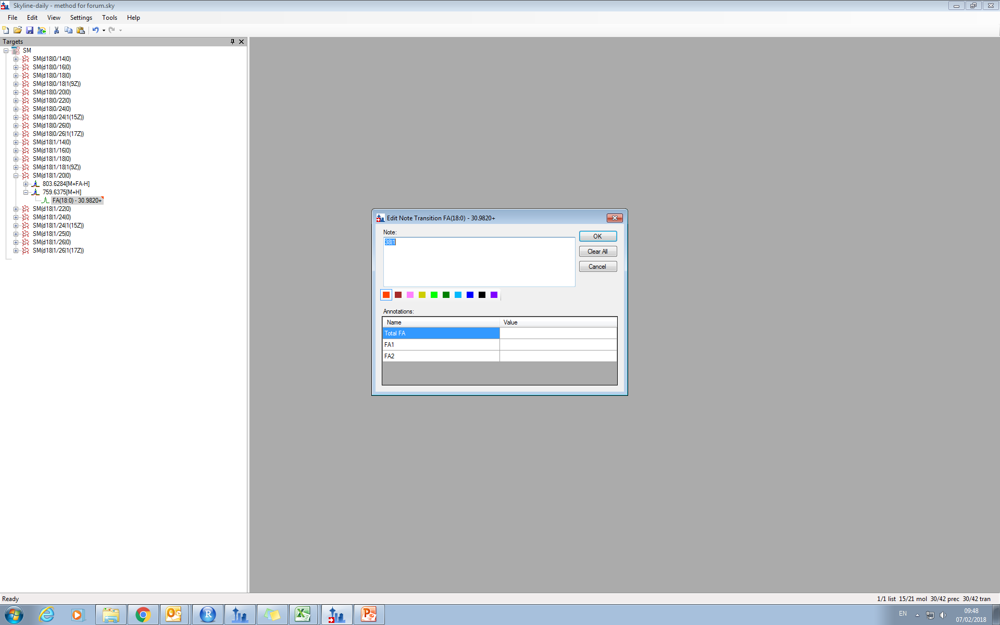 Skyline-daily - method for forum.sky
File Edit View Settings Tools Help
Targets
SM
SM(d18|0/14|0)
SM(d18|0/16|0)
SM(d18|0/18|0)
SM(d18|0/18|1(9Z))
SM(d18|0/20|0)
SM(d18|0/22|0)
SM(d18|0/24|0)
SM(d18|0/24|1(15Z))
SM(d18|0/26|0)
SM(d18|0/26|1(17Z))
SM(d18|1/14|0)
SM(d18|1/16|0)
SM(d18|1/18|0)
SM(d18|1/18|1(9Z))
SM(d18|1/20|0)
803.6284[M+FA-H]
759.6375[M+H]
FA(18:0) - 30.9820+
SM(d18|1/22|0)
SM(d18|1/24|0)
SM(d18|1/24|1(15Z))
SM(d18|1/25|0)
SM(d18|1/26|0)
SM(d18|1/26|1(17Z))
Edit Note Transition FA(18:0) - 30.9820+
Note:
38|1
OK
Clear All
Cancel
Annotations:
Name Value
Total FA
FA1
FA2
Ready
1/1 list 15/21 mol 30/42 prec 30/42 tran
EN
09:48
07/02/2018